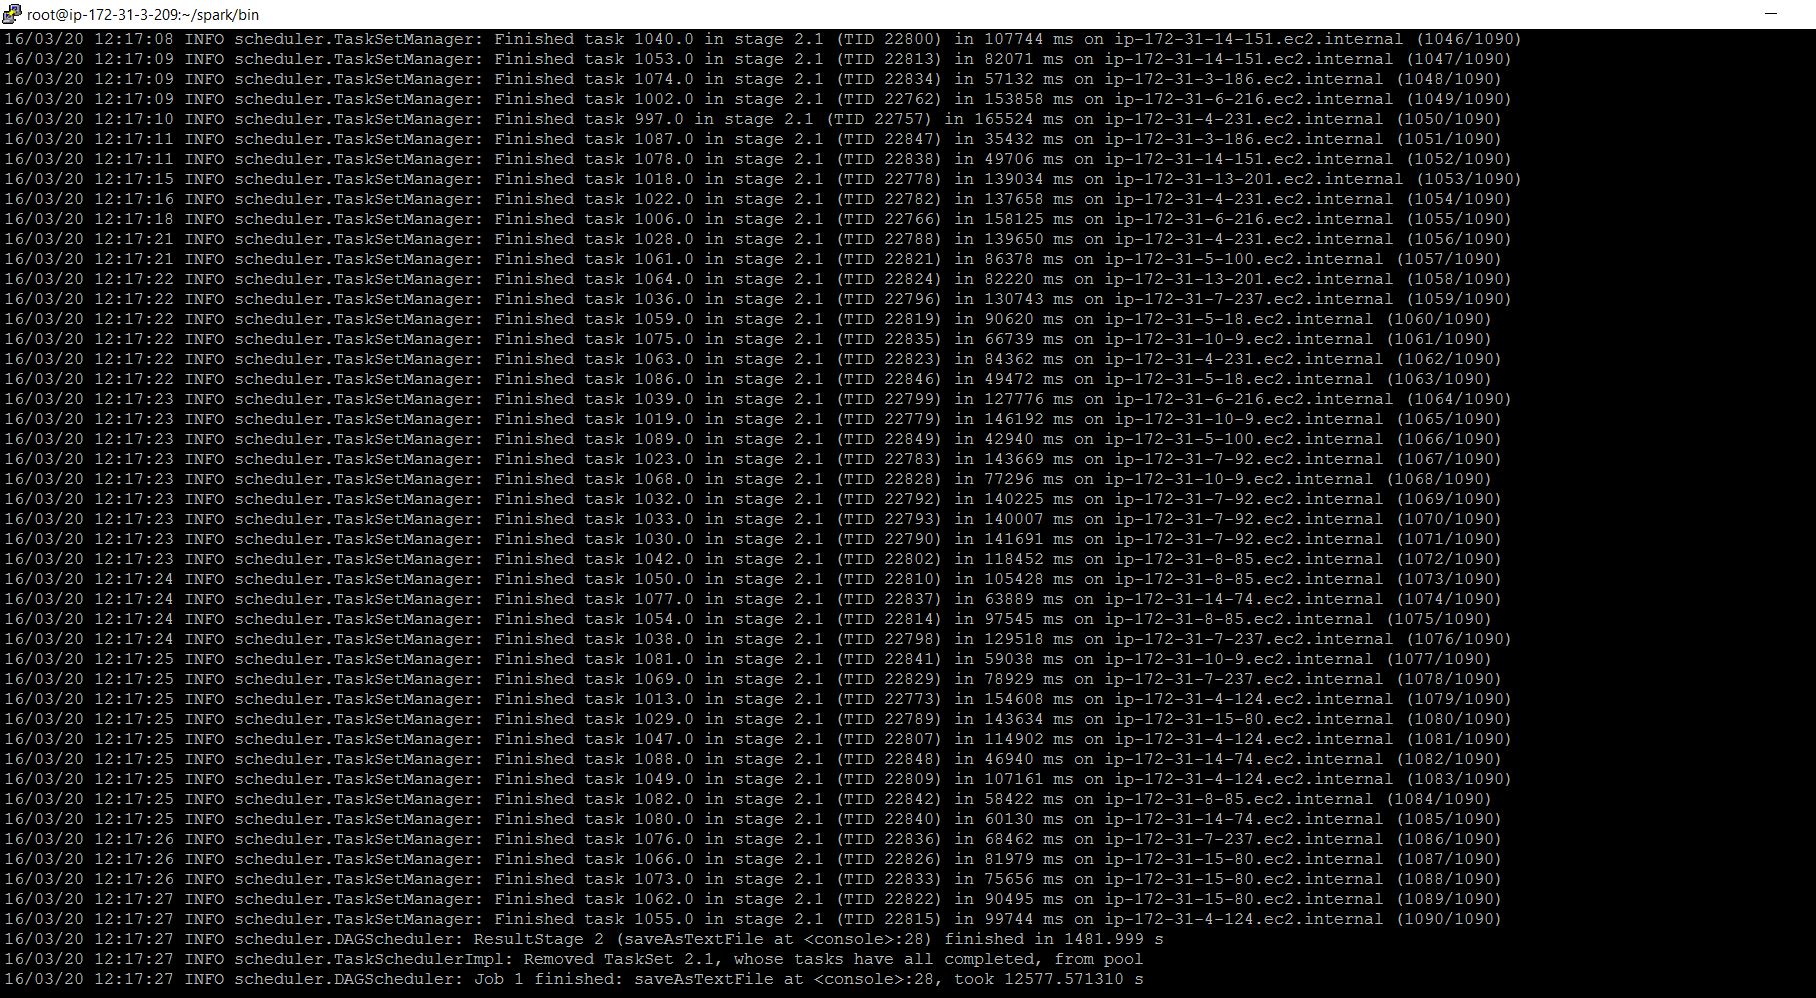 root@ip-172-31-3-209:~/spark/bin
16/03/20 12:17:08 INFO scheduler.TaskSetManager: Finished task 1040.0 in stage 2.1 (TID 22800) in 107744 ms on ip-172-31-14-151.ec2.internal (1046/1090)
16/03/20 12:17:09 INFO scheduler.TaskSetManager: Finished task 1053.0 in stage 2.1 (TID 22813) in 82071 ms on ip-172-31-14-151.ec2.internal (1047/1090)
16/03/20 12:17:09 INFO scheduler.TaskSetManager: Finished task 1074.0 in stage 2.1 (TID 22834) in 57132 ms on ip-172-31-3-186.ec2.internal (1048/1090)
16/03/20 12:17:09 INFO scheduler.TaskSetManager: Finished task 1002.0 in stage 2.1 (TID 22762) in 153858 ms on ip-172-31-6-216.ec2.internal (1049/1090)
16/03/20 12:17:10 INFO scheduler.TaskSetManager: Finished task 997.0 in stage 2.1 (TID 22757) in 165524 ms on ip-172-31-4-231.ec2.internal (1050/1090)
16/03/20 12:17:11 INFO scheduler.TaskSetManager: Finished task 1087.0 in stage 2.1 (TID 22847) in 35432 ms on ip-172-31-3-186.ec2.internal (1051/1090)
16/03/20 12:17:11 INFO scheduler.TaskSetManager: Finished task 1078.0 in stage 2.1 (TID 22838) in 49706 ms on ip-172-31-14-151.ec2.internal (1052/1090)
16/03/20 12:17:15 INFO scheduler.TaskSetManager: Finished task 1018.0 in stage 2.1 (TID 22778) in 139034 ms on ip-172-31-13-201.ec2.internal (1053/1090)
16/03/20 12:17:16 INFO scheduler.TaskSetManager: Finished task 1022.0 in stage 2.1 (TID 22782) in 137658 ms on ip-172-31-4-231.ec2.internal (1054/1090)
16/03/20 12:17:18 INFO scheduler.TaskSetManager: Finished task 1006.0 in stage 2.1 (TID 22766) in 158125 ms on ip-172-31-6-216.ec2.internal (1055/1090)
16/03/20 12:17:21 INFO scheduler.TaskSetManager: Finished task 1028.0 in stage 2.1 (TID 22788) in 139650 ms on ip-172-31-4-231.ec2.internal (1056/1090)
16/03/20 12:17:21 INFO scheduler.TaskSetManager: Finished task 1061.0 in stage 2.1 (TID 22821) in 86378 ms on ip-172-31-5-100.ec2.internal (1057/1090)
16/03/20 12:17:22 INFO scheduler.TaskSetManager: Finished task 1064.0 in stage 2.1 (TID 22824) in 82220 ms on ip-172-31-13-201.ec2.internal (1058/1090)
16/03/20 12:17:22 INFO scheduler.TaskSetManager: Finished task 1036.0 in stage 2.1 (TID 22796) in 130743 ms on ip-172-31-7-237.ec2.internal (1059/1090)
16/03/20 12:17:22 INFO scheduler.TaskSetManager: Finished task 1059.0 in stage 2.1 (TID 22819) in 90620 ms on ip-172-31-5-18.ec2.internal (1060/1090)
16/03/20 12:17:22 INFO scheduler.TaskSetManager: Finished task 1075.0 in stage 2.1 (TID 22835) in 66739 ms on ip-172-31-10-9.ec2.internal (1061/1090)
16/03/20 12:17:22 INFO scheduler.TaskSetManager: Finished task 1063.0 in stage 2.1 (TID 22823) in 84362 ms on ip-172-31-4-231.ec2.internal (1062/1090)
16/03/20 12:17:22 INFO scheduler.TaskSetManager: Finished task 1086.0 in stage 2.1 (TID 22846) in 49472 ms on ip-172-31-5-18.ec2.internal (1063/1090)
16/03/20 12:17:23 INFO scheduler.TaskSetManager: Finished task 1039.0 in stage 2.1 (TID 22799) in 127776 ms on ip-172-31-6-216.ec2.internal (1064/1090)
16/03/20 12:17:23 INFO scheduler.TaskSetManager: Finished task 1019.0 in stage 2.1 (TID 22779) in 146192 ms on ip-172-31-10-9.ec2.internal (1065/1090)
16/03/20 12:17:23 INFO scheduler.TaskSetManager: Finished task 1089.0 in stage 2.1 (TID 22849) in 42940 ms on ip-172-31-5-100.ec2.internal (1066/1090)
16/03/20 12:17:23 INFO scheduler.TaskSetManager: Finished task 1023.0 in stage 2.1 (TID 22783) in 143669 ms on ip-172-31-7-92.ec2.internal (1067/1090)
16/03/20 12:17:23 INFO scheduler.TaskSetManager: Finished task 1068.0 in stage 2.1 (TID 22828) in 77296 ms on ip-172-31-10-9.ec2.internal (1068/1090)
16/03/20 12:17:23 INFO scheduler.TaskSetManager: Finished task 1032.0 in stage 2.1 (TID 22792) in 140225 ms on ip-172-31-7-92.ec2.internal (1069/1090)
16/03/20 12:17:23 INFO scheduler.TaskSetManager: Finished task 1033.0 in stage 2.1 (TID 22793) in 140007 ms on ip-172-31-7-92.ec2.internal (1070/1090)
16/03/20 12:17:23 INFO scheduler.TaskSetManager: Finished task 1030.0 in stage 2.1 (TID 22790) in 141691 ms on ip-172-31-7-92.ec2.internal (1071/1090)
16/03/20 12:17:23 INFO scheduler.TaskSetManager: Finished task 1042.0 in stage 2.1 (TID 22802) in 118452 ms on ip-172-31-8-85.ec2.internal (1072/1090)
16/03/20 12:17:24 INFO scheduler.TaskSetManager: Finished task 1050.0 in stage 2.1 (TID 22810) in 105428 ms on ip-172-31-8-85.ec2.internal (1073/1090)
16/03/20 12:17:24 INFO scheduler.TaskSetManager: Finished task 1077.0 in stage 2.1 (TID 22837) in 63889 ms on ip-172-31-14-74.ec2.internal (1074/1090)
16/03/20 12:17:24 INFO scheduler.TaskSetManager: Finished task 1054.0 in stage 2.1 (TID 22814) in 97545 ms on ip-172-31-8-85.ec2.internal (1075/1090)
16/03/20 12:17:24 INFO scheduler.TaskSetManager: Finished task 1038.0 in stage 2.1 (TID 22798) in 129518 ms on ip-172-31-7-237.ec2.internal (1076/1090)
16/03/20 12:17:25 INFO scheduler.TaskSetManager: Finished task 1081.0 in stage 2.1 (TID 22841) in 59038 ms on ip-172-31-10-9.ec2.internal (1077/1090)
16/03/20 12:17:25 INFO scheduler.TaskSetManager: Finished task 1069.0 in stage 2.1 (TID 22829) in 78929 ms on ip-172-31-7-237.ec2.internal (1078/1090)
16/03/20 12:17:25 INFO scheduler.TaskSetManager: Finished task 1013.0 in stage 2.1 (TID 22773) in 154608 ms on ip-172-31-4-124.ec2.internal (1079/1090)
16/03/20 12:17:25 INFO scheduler.TaskSetManager: Finished task 1029.0 in stage 2.1 (TID 22789) in 143634 ms on ip-172-31-15-80.ec2.internal (1080/1090)
16/03/20 12:17:25 INFO scheduler.TaskSetManager: Finished task 1047.0 in stage 2.1 (TID 22807) in 114902 ms on ip-172-31-4-124.ec2.internal (1081/1090)
16/03/20 12:17:25 INFO scheduler.TaskSetManager: Finished task 1088.0 in stage 2.1 (TID 22848) in 46940 ms on ip-172-31-14-74.ec2.internal (1082/1090)
16/03/20 12:17:25 INFO scheduler.TaskSetManager: Finished task 1049.0 in stage 2.1 (TID 22809) in 107161 ms on ip-172-31-4-124.ec2.internal (1083/1090)
16/03/20 12:17:25 INFO scheduler.TaskSetManager: Finished task 1082.0 in stage 2.1 (TID 22842) in 58422 ms on ip-172-31-8-85.ec2.internal (1084/1090)
16/03/20 12:17:25 INFO scheduler.TaskSetManager: Finished task 1080.0 in stage 2.1 (TID 22840) in 60130 ms on ip-172-31-14-74.ec2.internal (1085/1090)
16/03/20 12:17:26 INFO scheduler.TaskSetManager: Finished task 1076.0 in stage 2.1 (TID 22836) in 68462 ms on ip-172-31-7-237.ec2.internal (1086/1090)
16/03/20 12:17:26 INFO scheduler.TaskSetManager: Finished task 1066.0 in stage 2.1 (TID 22826) in 81979 ms on ip-172-31-15-80.ec2.internal (1087/1090)
16/03/20 12:17:26 INFO scheduler.TaskSetManager: Finished task 1073.0 in stage 2.1 (TID 22833) in 75656 ms on ip-172-31-15-80.ec2.internal (1088/1090)
16/03/20 12:17:27 INFO scheduler.TaskSetManager: Finished task 1062.0 in stage 2.1 (TID 22822) in 90495 ms on ip-172-31-15-80.ec2.internal (1089/1090)
16/03/20 12:17:27 INFO scheduler.TaskSetManager: Finished task 1055.0 in stage 2.1 (TID 22815) in 99744 ms on ip-172-31-4-124.ec2.internal (1090/1090)
16/03/20 12:17:27 INFO scheduler.DAGScheduler: ResultStage 2 (saveAsTextFile at <console>:28) finished in 1481.999 s
16/03/20 12:17:27 INFO scheduler.TaskSchedulerImpl: Removed TaskSet 2.1, whose tasks have all completed, from pool
16/03/20 12:17:27 INFO scheduler.DAGScheduler: Job 1 finished: saveAsTextFile at <console>:28, took 12577.571310 s